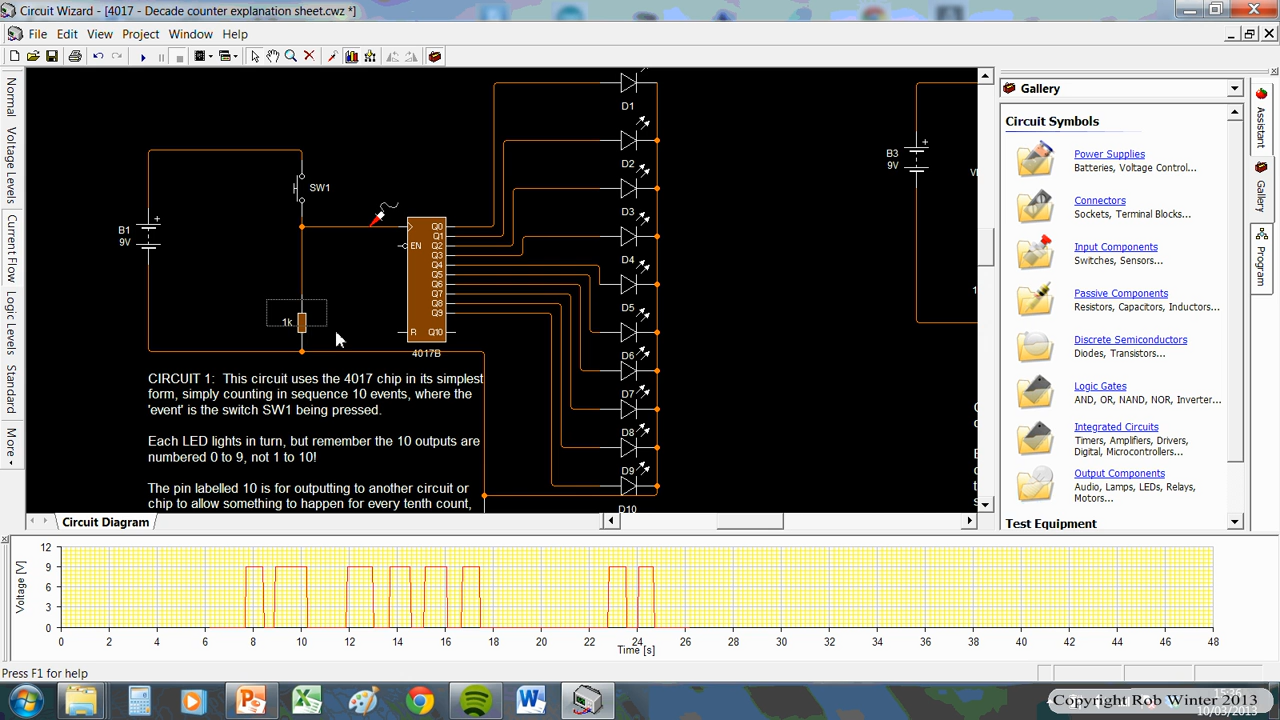 Circuit Wizard - [4017 - Decade counter explanation sheet.cwz *]
File Edit View Project Window Help
Normal
Voltage Levels
Current Flow
Logic Levels
Standard
More
B1
9V
SW1
1k
EN
R
Q0
Q1
Q2
Q3
Q4
Q5
Q6
Q7
Q8
Q9
Q10
4017B
D1
D2
D3
D4
D5
D6
D7
D8
D9
D10
B3
9V
CIRCUIT 1: This circuit uses the 4017 chip in its simplest
form, simply counting in sequence 10 events, where the
'event' is the switch SW1 being pressed.
Each LED lights in turn, but remember the 10 outputs are
numbered 0 to 9, not 1 to 10!
The pin labelled 10 is for outputting to another circuit or
chip to allow something to happen for every tenth count,
Circuit Diagram
Gallery
Circuit Symbols
Power Supplies
Batteries, Voltage Control...
Connectors
Sockets, Terminal Blocks...
Input Components
Switches, Sensors...
Passive Components
Resistors, Capacitors, Inductors...
Discrete Semiconductors
Diodes, Transistors...
Logic Gates
AND, OR, NAND, NOR, Inverter...
Integrated Circuits
Timers, Amplifiers, Drivers,
Digital, Microcontrollers...
Output Components
Audio, Lamps, LEDs, Relays,
Motors...
Test Equipment
Assistant
Gallery
Program
Voltage [V]
12
9
6
3
0
0 2 4 6 8 10 12 14 16 18 20 22 24 26 28 30 32 34 36 38 40 42 44 46 48
Time [s]
Press F1 for help
15:36
10/03/2013
Copyright Rob Winter 2013